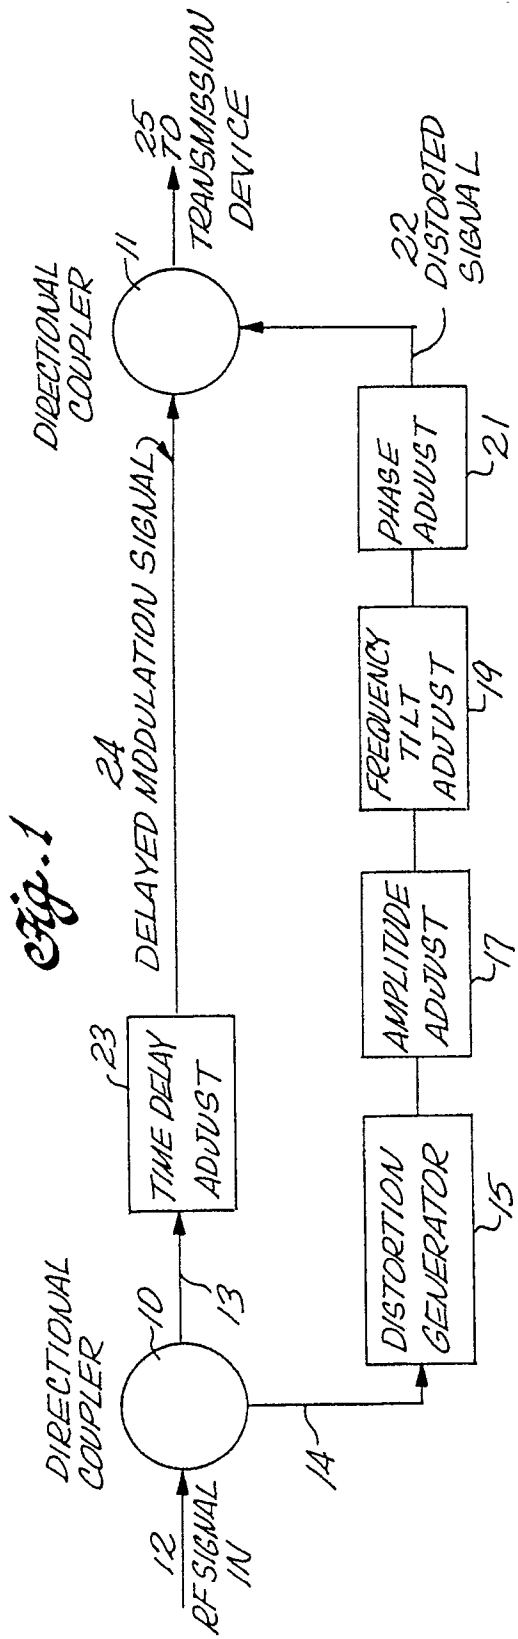 Fig. 1
DIRECTIONAL
COUPLER
10
12
RF SIGNAL
IN
13
14
23
TIME DELAY
ADJUST
24
DELAYED MODULATION SIGNAL
DIRECTIONAL
COUPLER
11
25
TO
TRANSMISSION
DEVICE
DISTORTION
GENERATOR
15
AMPLITUDE
ADJUST
17
FREQUENCY
TILT
ADJUST
19
PHASE
ADJUST
21
22
DISTORTED
SIGNAL